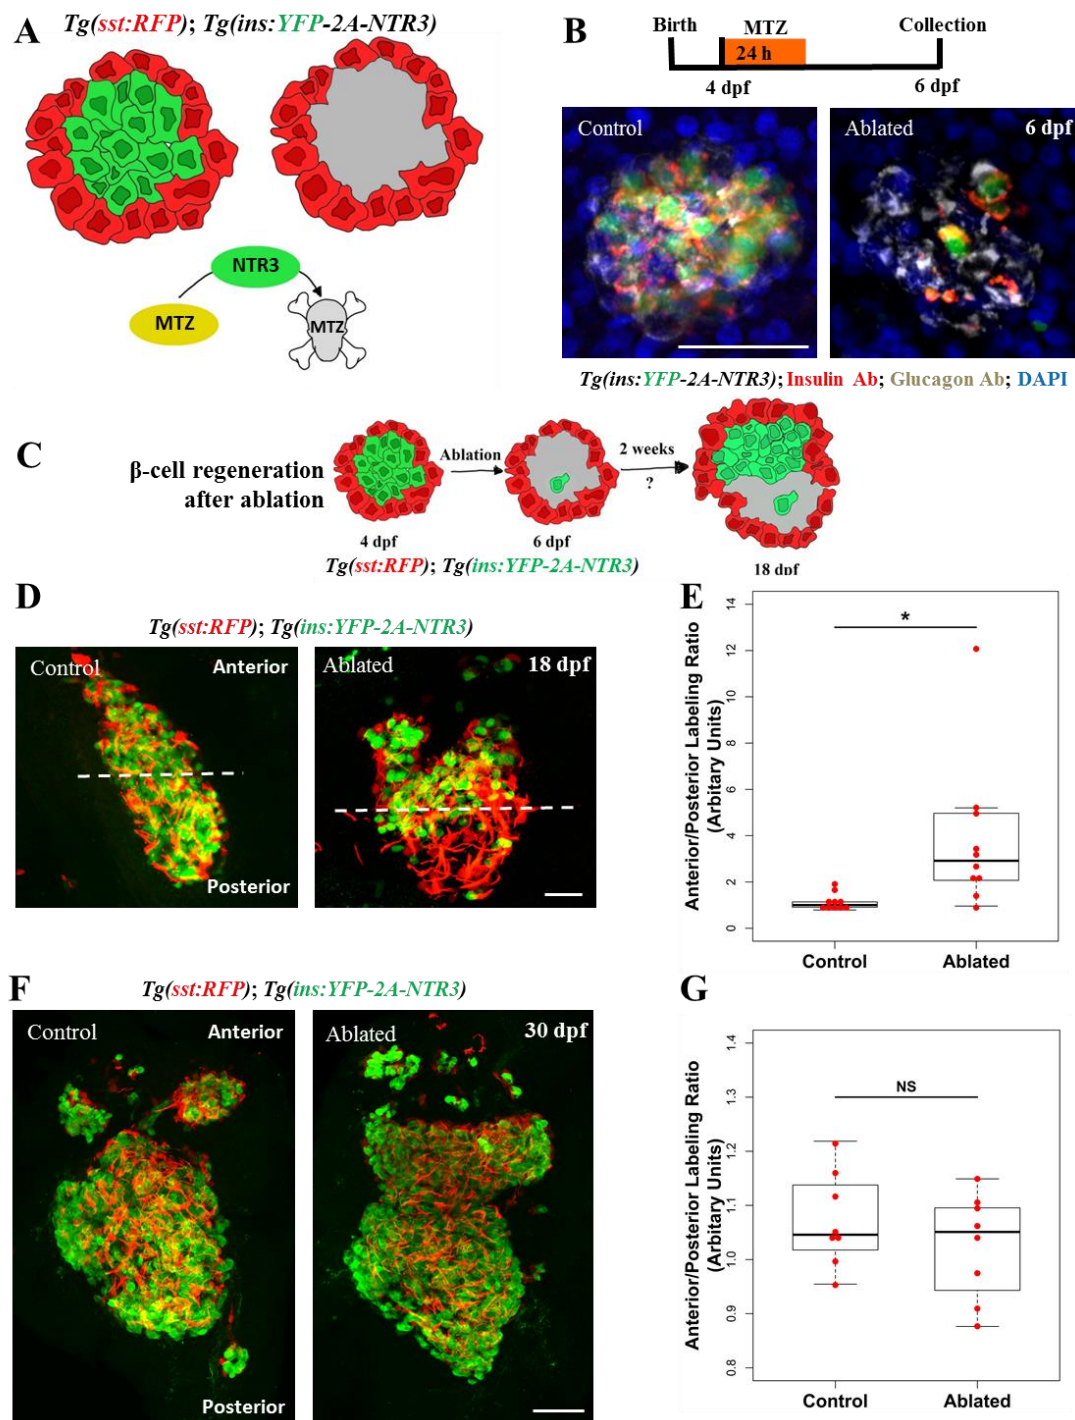 A
Tg(sst:RFP); Tg(ins:YFP-2A-NTR3)
NTR3
MTZ
MTZ
B
Birth
MTZ
Collection
24 h
4 dpf
6 dpf
Control
Ablated
6 dpf
Tg(ins:YFP-2A-NTR3); Insulin Ab; Glucagon Ab; DAPI
C
β-cell regeneration
after ablation
Ablation
2 weeks
?
4 dpf
6 dpf
18 dpf
Tg(sst:RFP); Tg(ins:YFP-2A-NTR3)
D
Tg(sst:RFP); Tg(ins:YFP-2A-NTR3)
Control
Anterior
Posterior
Ablated
18 dpf
E
Anterior/Posterior Labeling Ratio
(Arbitary Units)
14
12
10
8
6
4
2
0
*
Control
Ablated
F
Tg(sst:RFP); Tg(ins:YFP-2A-NTR3)
Control
Anterior
Posterior
Ablated
30 dpf
G
Anterior/Posterior Labeling Ratio
(Arbitary Units)
1.4
1.3
1.2
1.1
1.0
0.9
0.8
NS
Control
Ablated